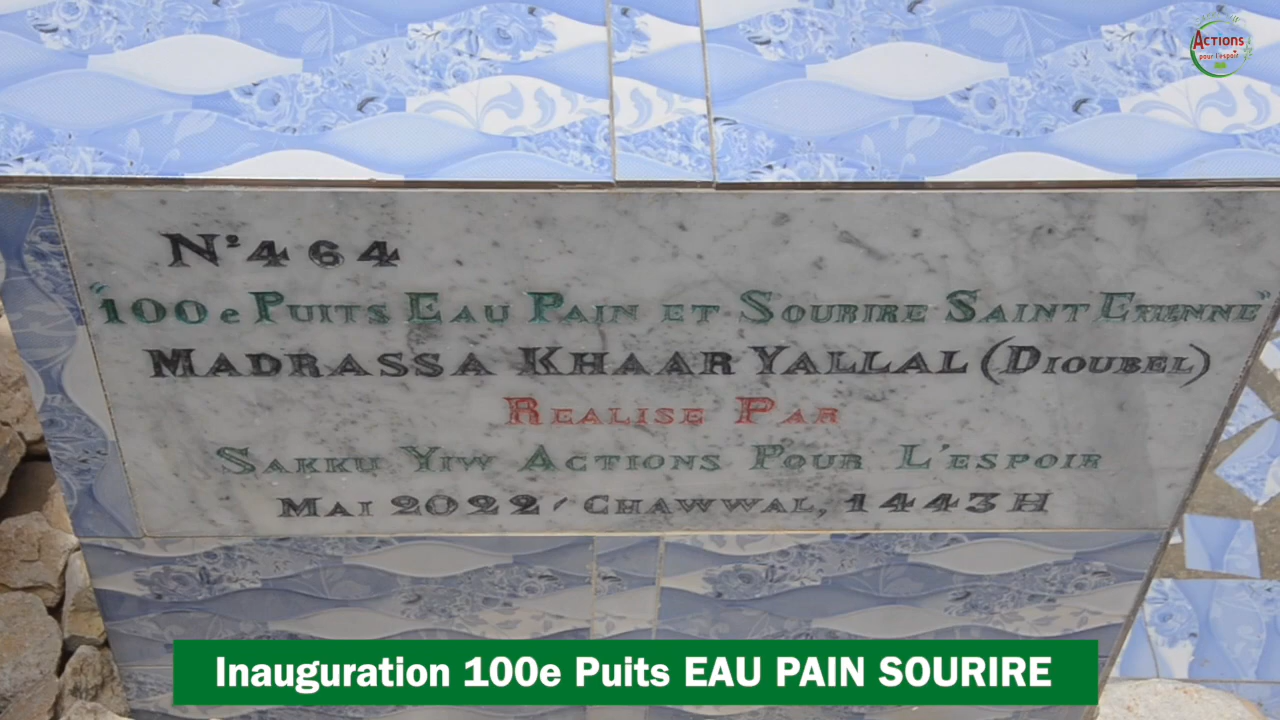 Actions
pour l'espoir
N°464
"100e Puits Eau Pain et Sourire Saint Etienne"
Madrassa Khaar Yallal (Dioubel)
Realise Par
Sakku Yiw Actions Pour L'espoir
Mai 2022/Chawwal, 1443H
Inauguration 100e Puits EAU PAIN SOURIRE